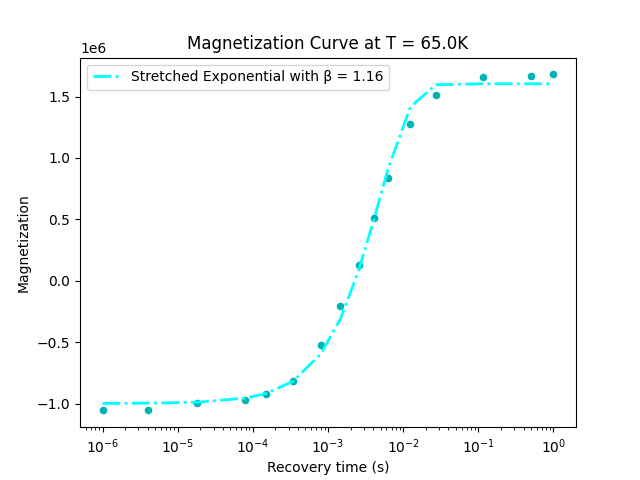 Magnetization Curve at T = 65.0K
1e6
Stretched Exponential with β = 1.16
1.5
1.0
0.5
0.0
−0.5
−1.0
Magnetization
10⁻⁶ 10⁻⁵ 10⁻⁴ 10⁻³ 10⁻² 10⁻¹ 10⁰
Recovery time (s)